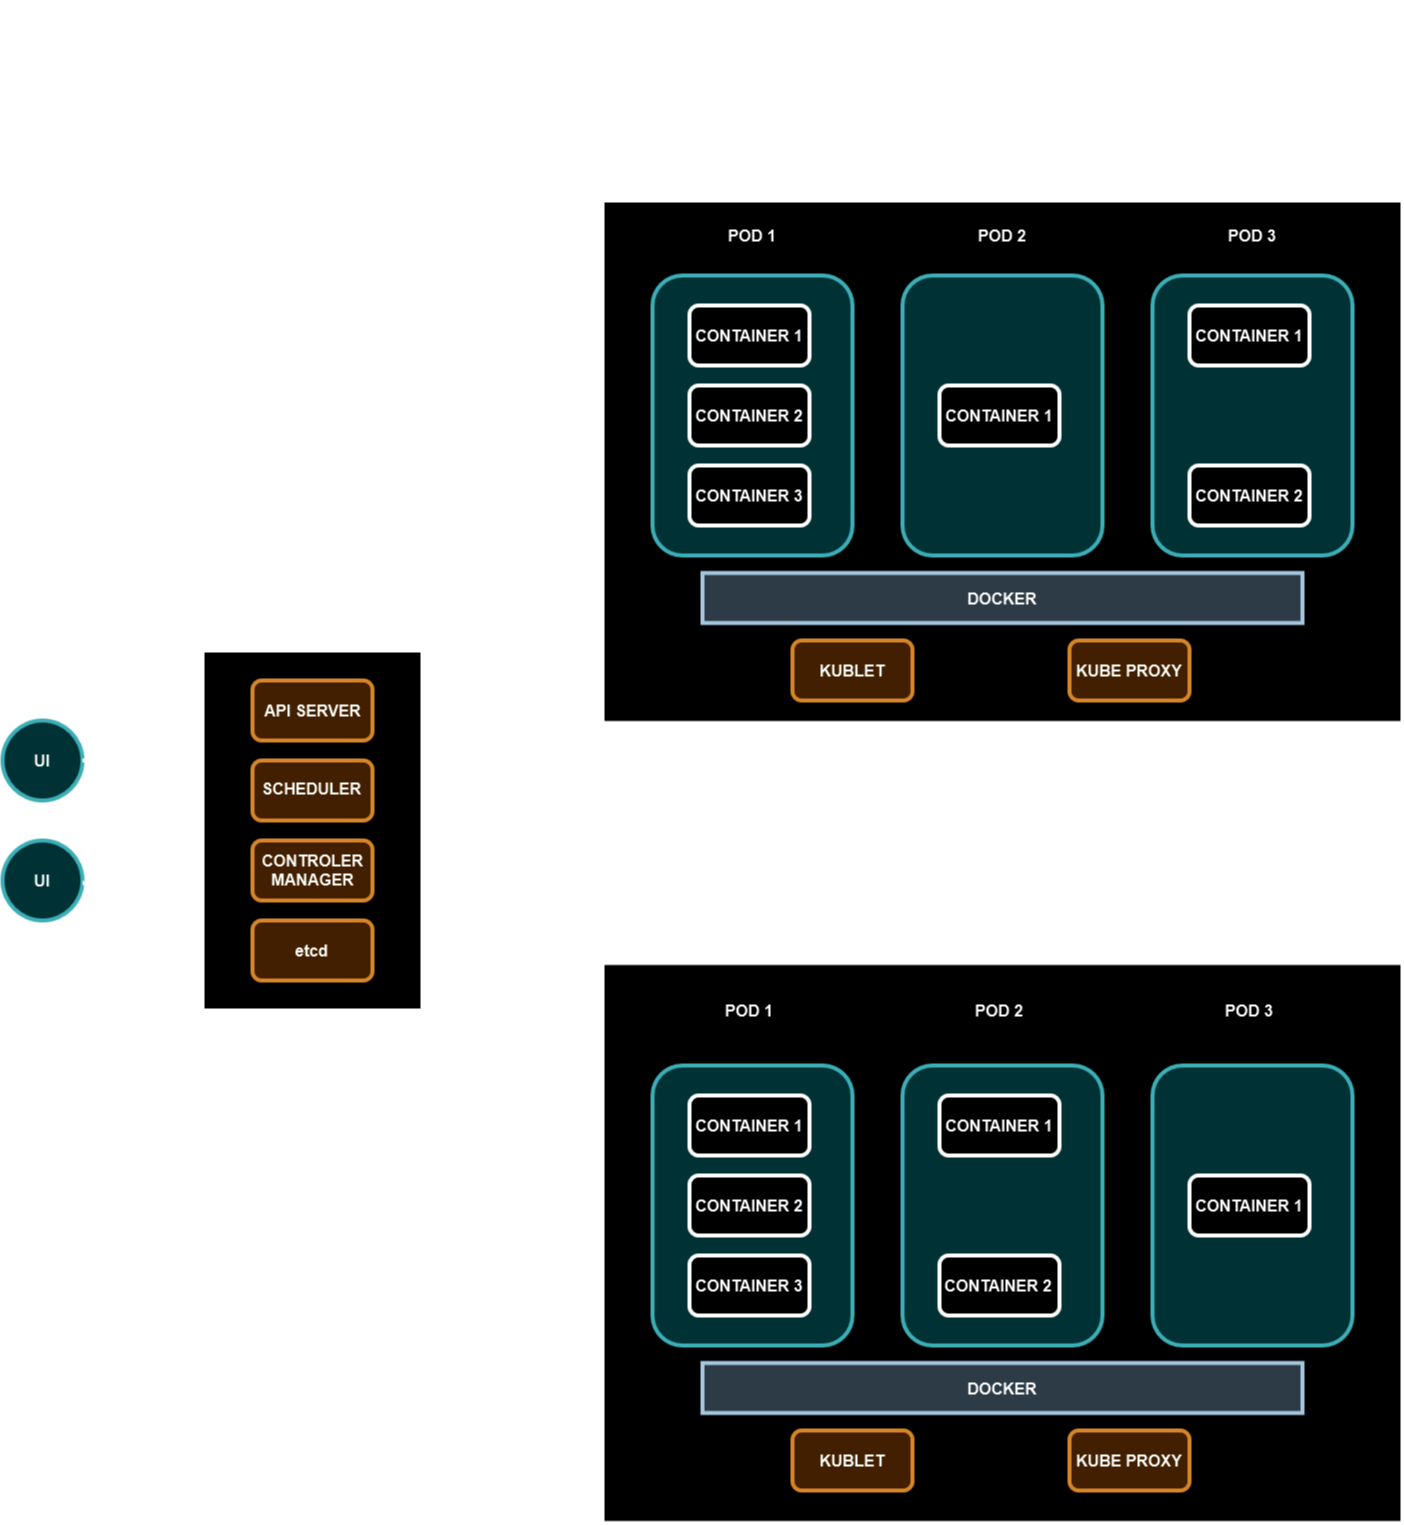 POD 1
POD 2
POD 3
CONTAINER 1
CONTAINER 2
CONTAINER 3
CONTAINER 1
CONTAINER 1
CONTAINER 2
DOCKER
KUBLET
KUBE PROXY
UI
UI
API SERVER
SCHEDULER
CONTROLER
MANAGER
etcd
POD 1
POD 2
POD 3
CONTAINER 1
CONTAINER 2
CONTAINER 3
CONTAINER 1
CONTAINER 2
CONTAINER 1
DOCKER
KUBLET
KUBE PROXY